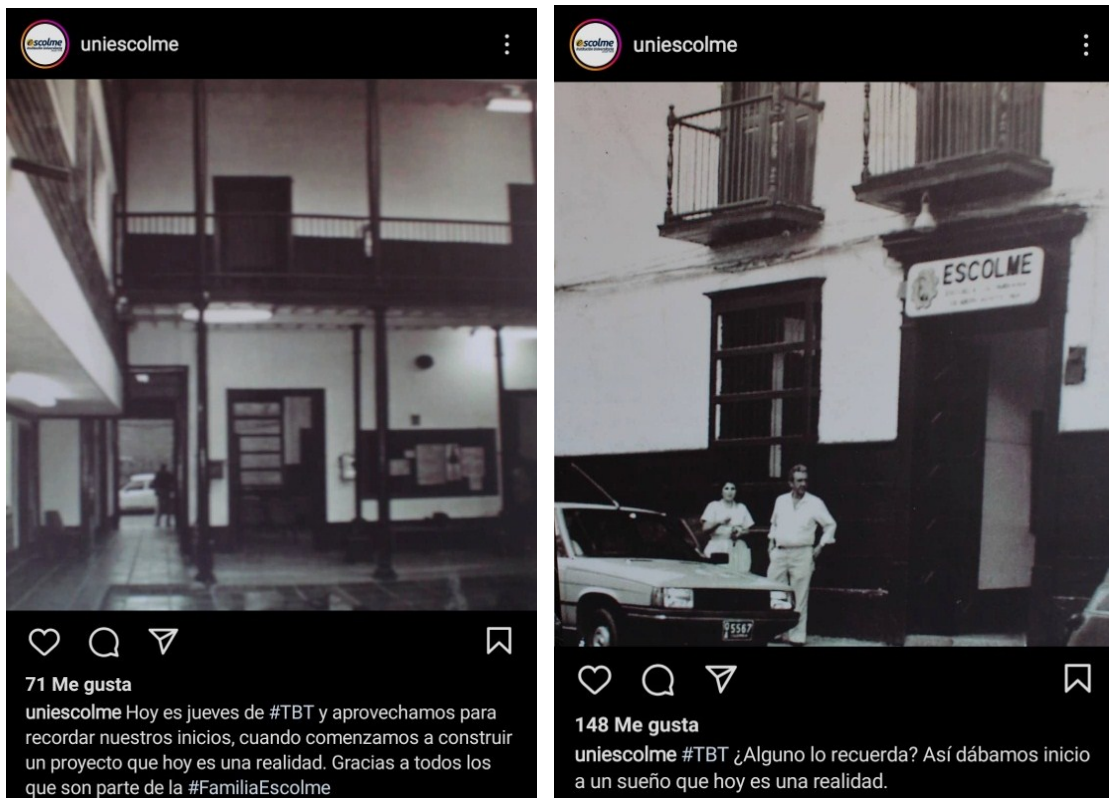 uniescolme
71 Me gusta
uniescolme Hoy es jueves de #TBT y aprovechamos para
recordar nuestros inicios, cuando comenzamos a construir
un proyecto que hoy es una realidad. Gracias a todos los
que son parte de la #FamiliaEscolme
uniescolme
ESCOLME
5567
148 Me gusta
uniescolme #TBT ¿Alguno lo recuerda? Así dábamos inicio
a un sueño que hoy es una realidad.